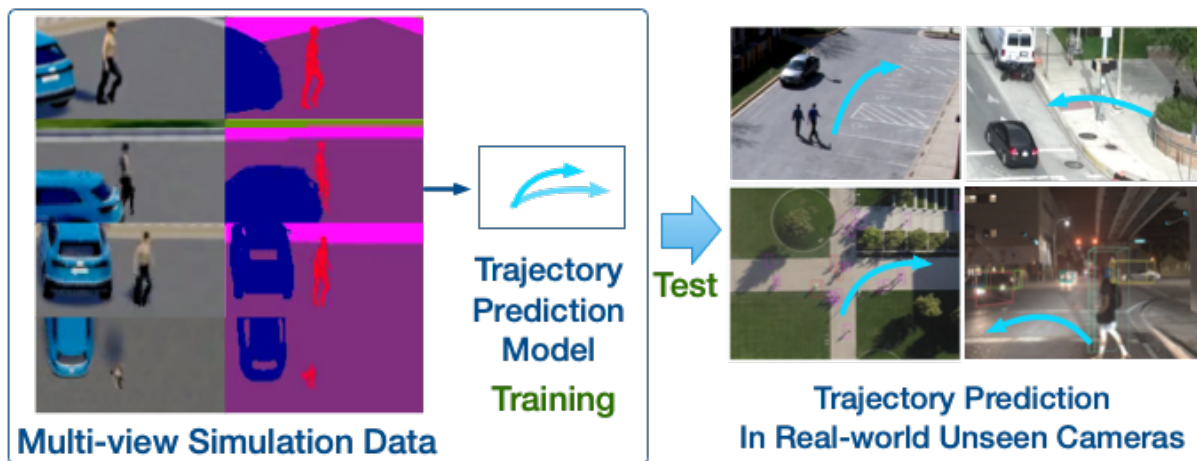 Multi-view Simulation Data
Trajectory
Prediction
Model
Training
Test
Trajectory Prediction
In Real-world Unseen Cameras